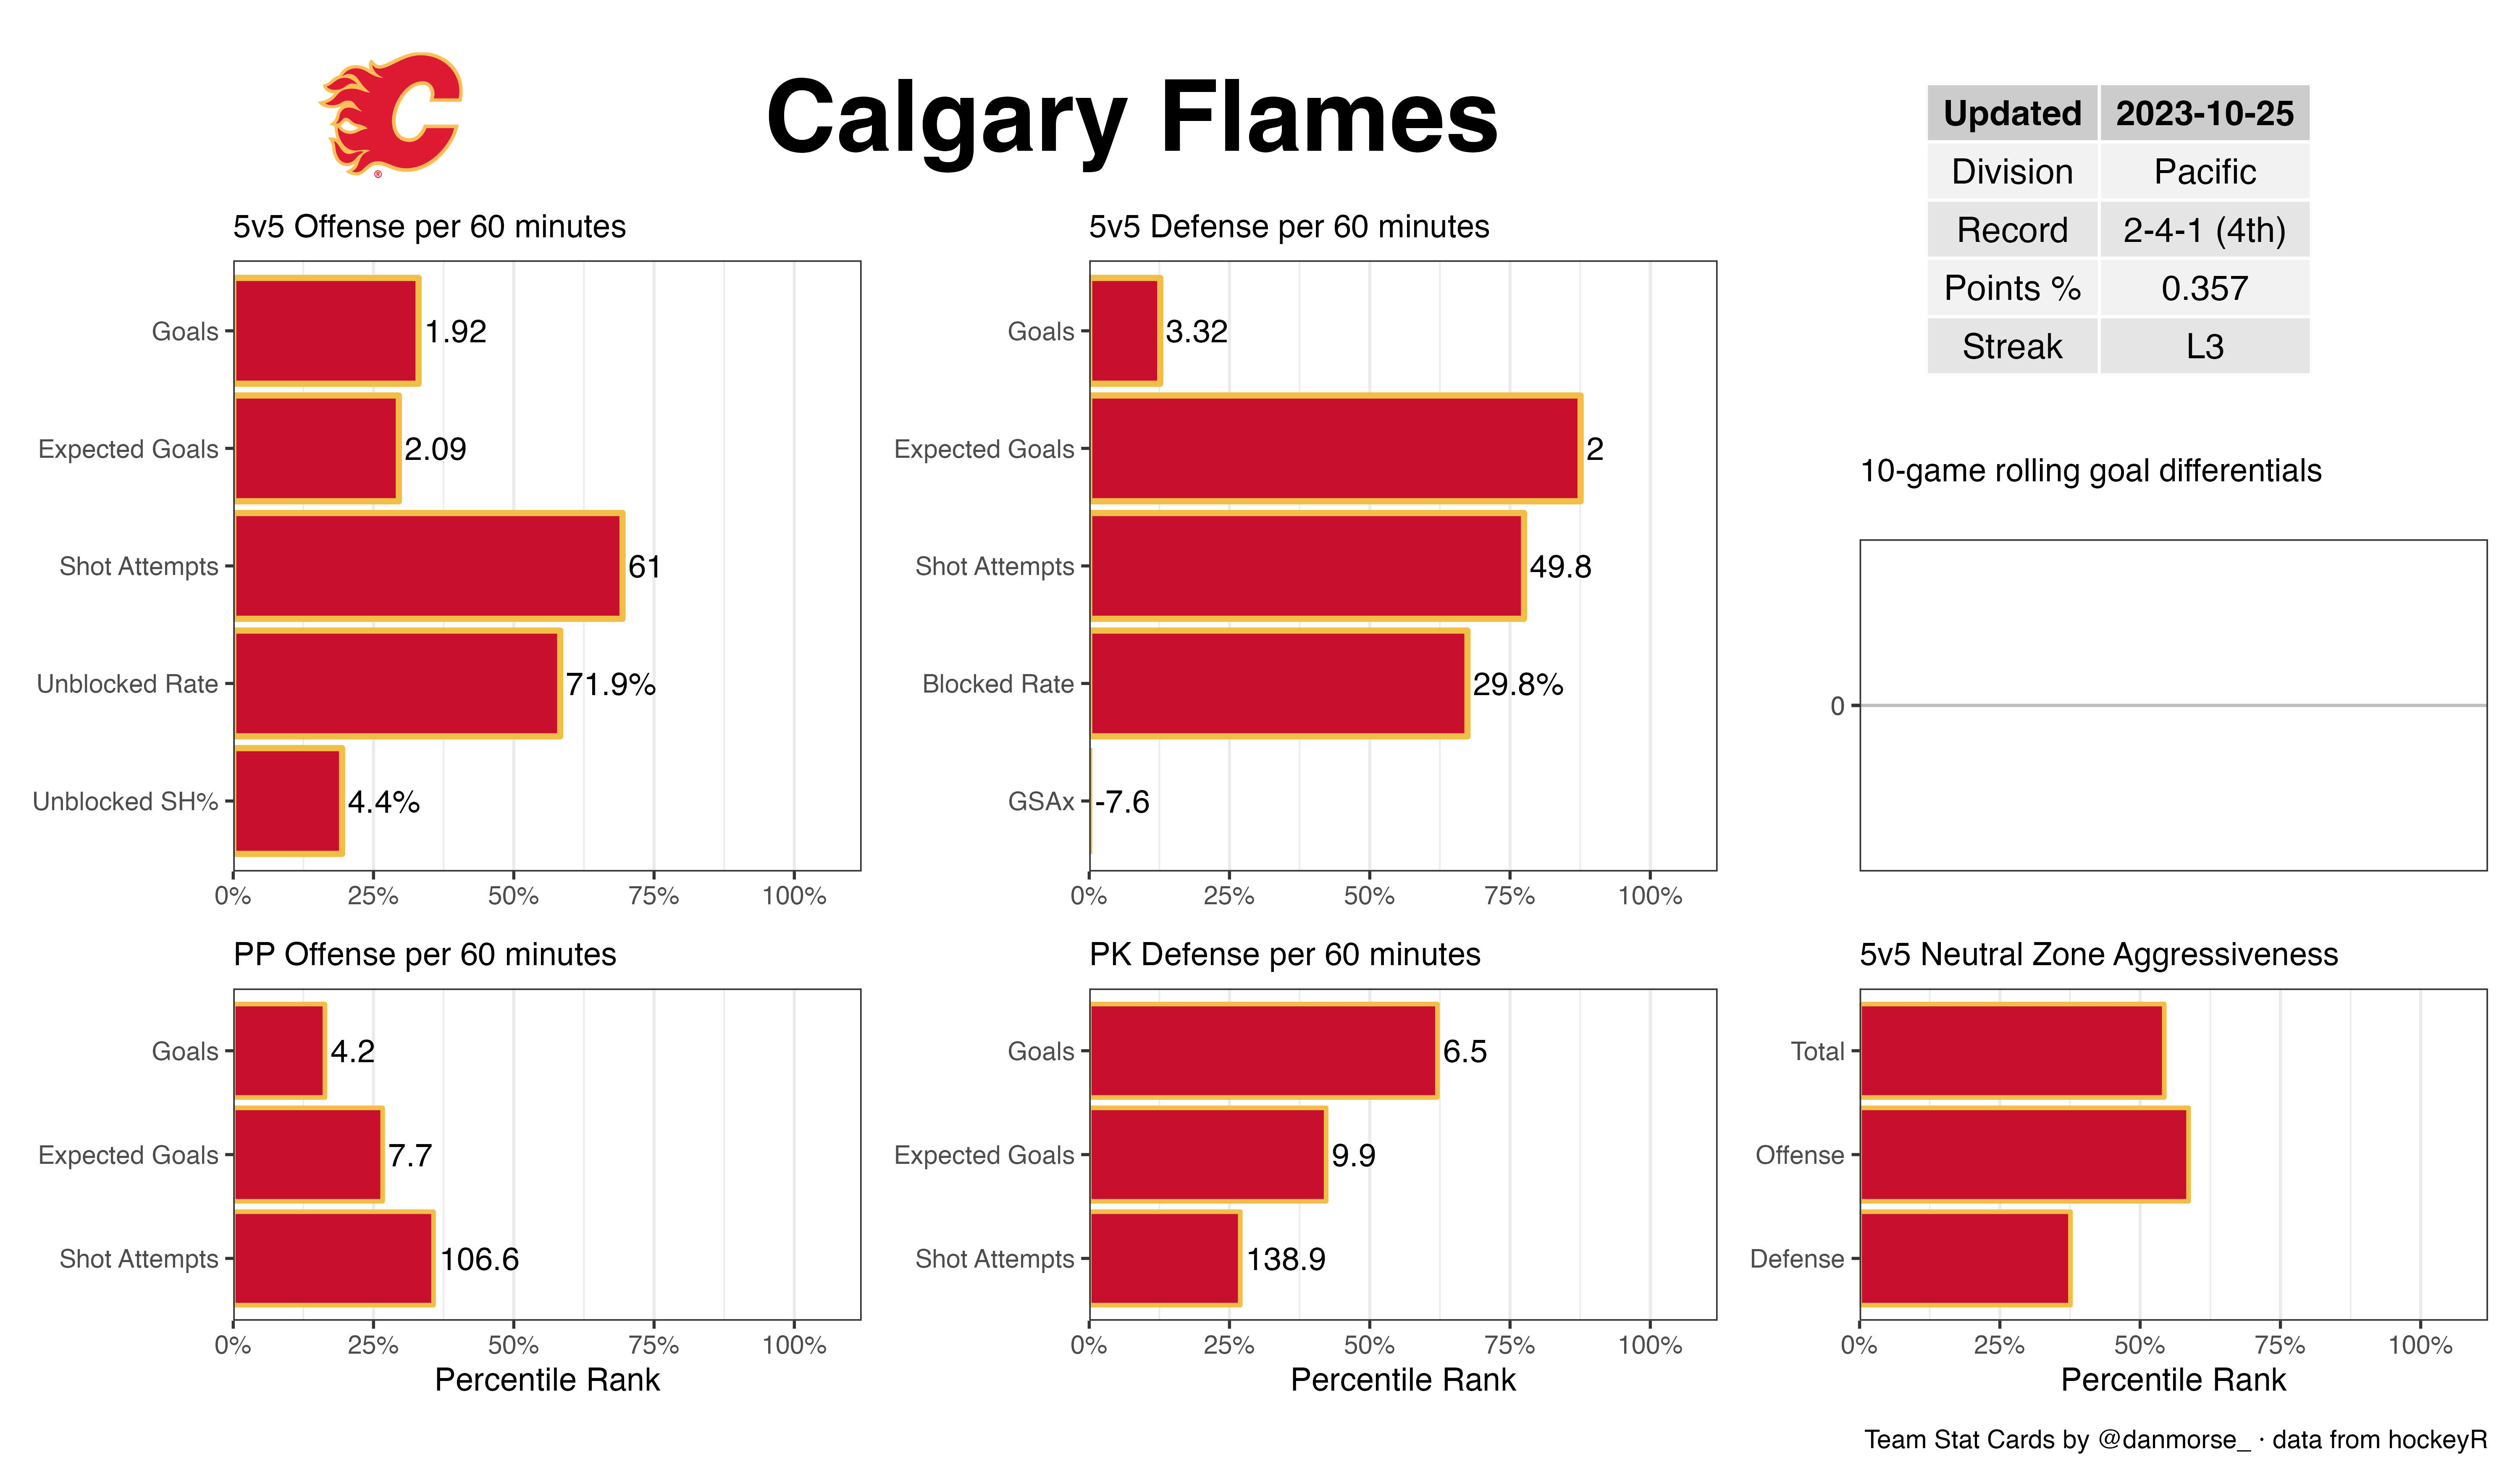 Calgary Flames
Updated 2023-10-25
Division Pacific
Record 2-4-1 (4th)
Points % 0.357
Streak L3
5v5 Offense per 60 minutes
Goals 1.92
Expected Goals 2.09
Shot Attempts 61
Unblocked Rate 71.9%
Unblocked SH% 4.4%
0% 25% 50% 75% 100%
5v5 Defense per 60 minutes
Goals 3.32
Expected Goals 2
Shot Attempts 49.8
Blocked Rate 29.8%
GSAx -7.6
0% 25% 50% 75% 100%
10-game rolling goal differentials
0
PP Offense per 60 minutes
Goals 4.2
Expected Goals 7.7
Shot Attempts 106.6
0% 25% 50% 75% 100%
Percentile Rank
PK Defense per 60 minutes
Goals 6.5
Expected Goals 9.9
Shot Attempts 138.9
0% 25% 50% 75% 100%
Percentile Rank
5v5 Neutral Zone Aggressiveness
Total
Offense
Defense
0% 25% 50% 75% 100%
Percentile Rank
Team Stat Cards by @danmorse_ · data from hockeyR